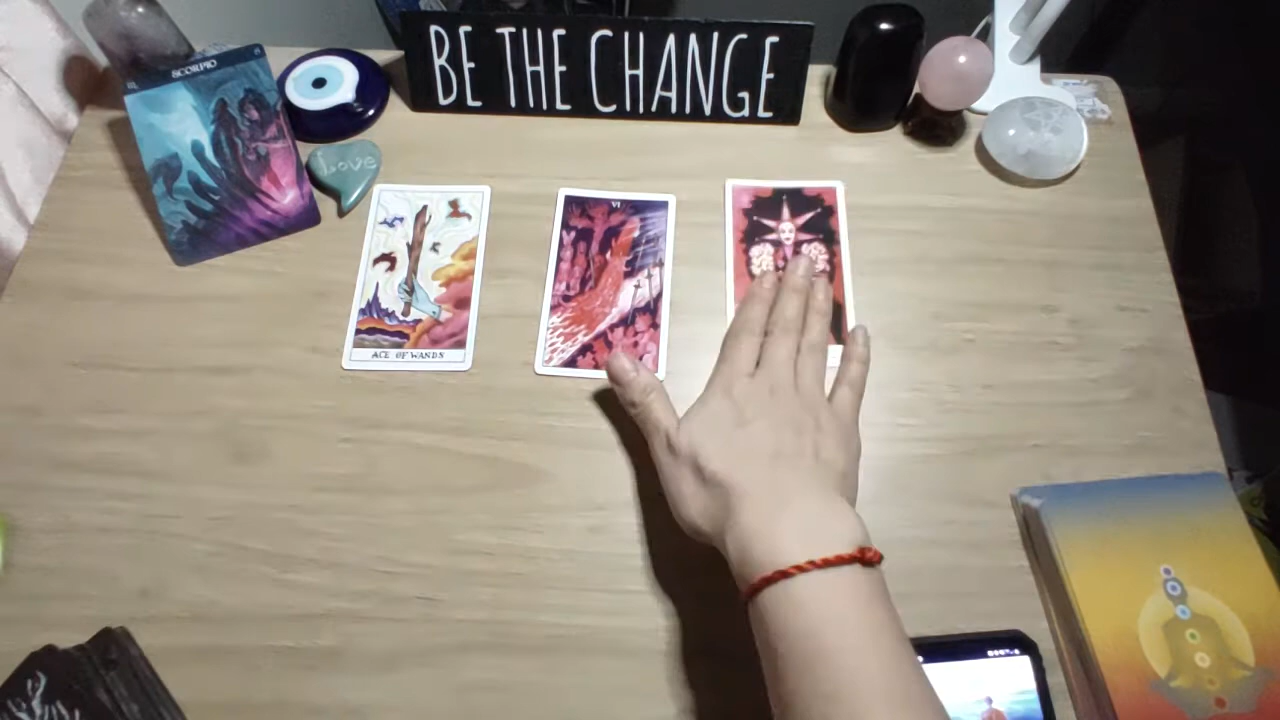 BE THE CHANGE
SCORPIO
Love
ACE OF WANDS
VI